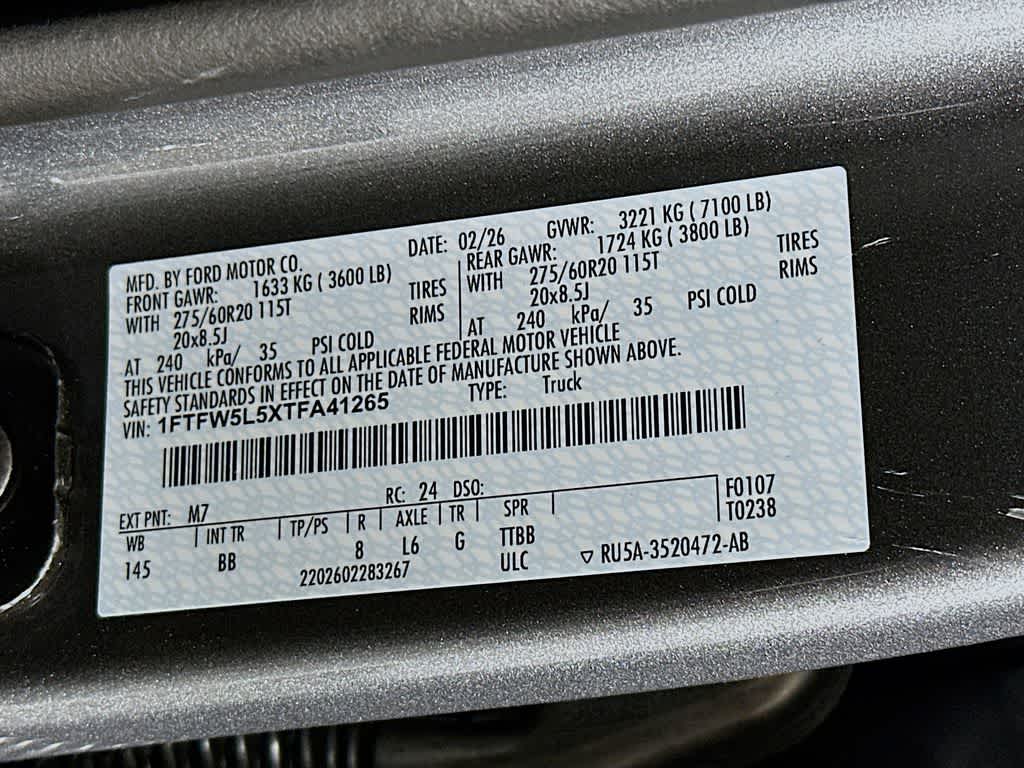 MFD. BY FORD MOTOR CO.
DATE: 02/26
GVWR: 3221 KG ( 7100 LB)
FRONT GAWR: 1633 KG ( 3600 LB)
WITH 275/60R20 115T TIRES
20x8.5J RIMS
AT 240 kPa/ 35 PSI COLD
REAR GAWR: 1724 KG ( 3800 LB)
WITH 275/60R20 115T TIRES
20x8.5J RIMS
AT 240 kPa/ 35 PSI COLD
THIS VEHICLE CONFORMS TO ALL APPLICABLE FEDERAL MOTOR VEHICLE
SAFETY STANDARDS IN EFFECT ON THE DATE OF MANUFACTURE SHOWN ABOVE.
VIN: 1FTFW5L5XTFA41265 TYPE: Truck
EXT PNT: M7 RC: 24 DSO:
F0107
T0238
WB INT TR TP/PS R AXLE TR SPR
145 BB 8 L6 G TTBB
2202602283267 ULC ▽ RU5A-3520472-AB